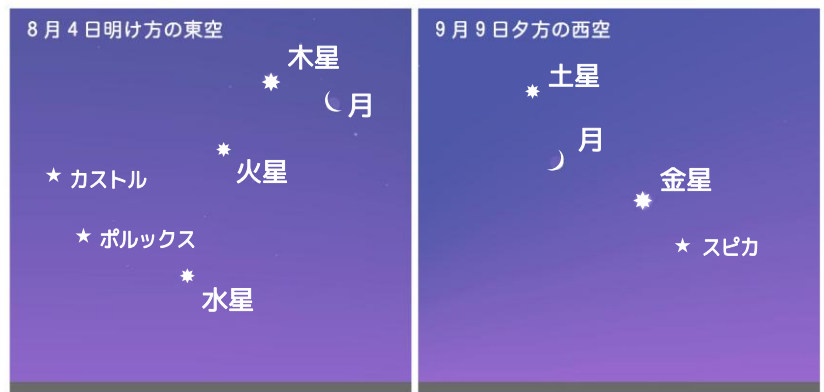 8月4日明け方の東空
木星
月
火星
カストル
ポルックス
水星
9月9日夕方の西空
土星
月
金星
スピカ